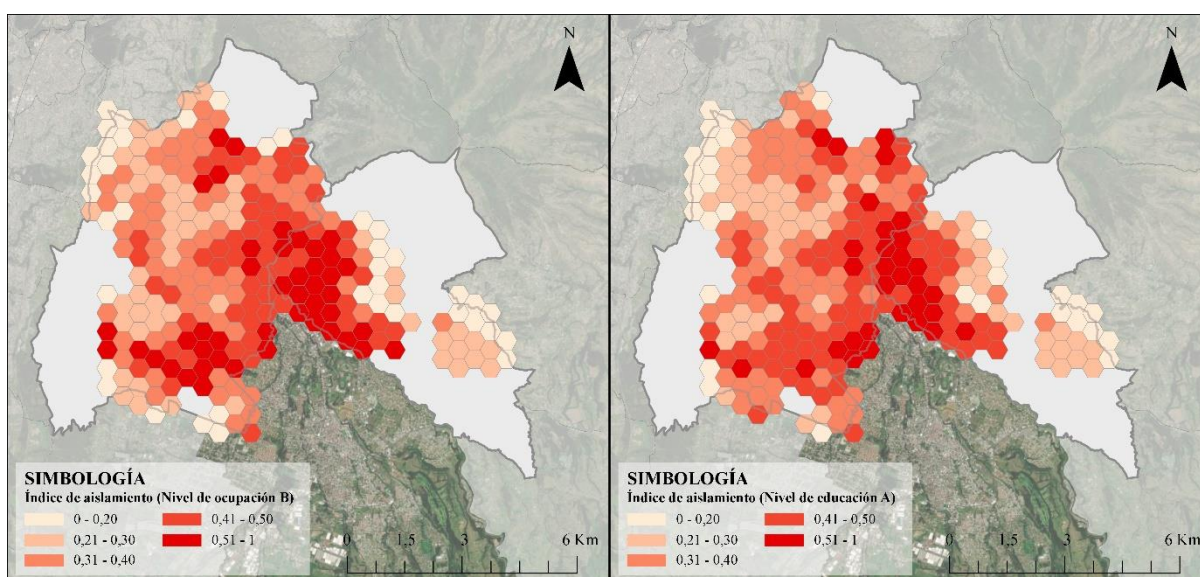 N
SIMBOLOGÍA
Índice de aislamiento (Nivel de ocupación B)
0 - 0,20
0,41 - 0,50
0,21 - 0,30
0,51 - 1
0,31 - 0,40
0 1,5 3 6 Km
N
SIMBOLOGÍA
Índice de aislamiento (Nivel de educación A)
0 - 0,20
0,41 - 0,50
0,21 - 0,30
0,51 - 1
0,31 - 0,40
0 1,5 3 6 Km